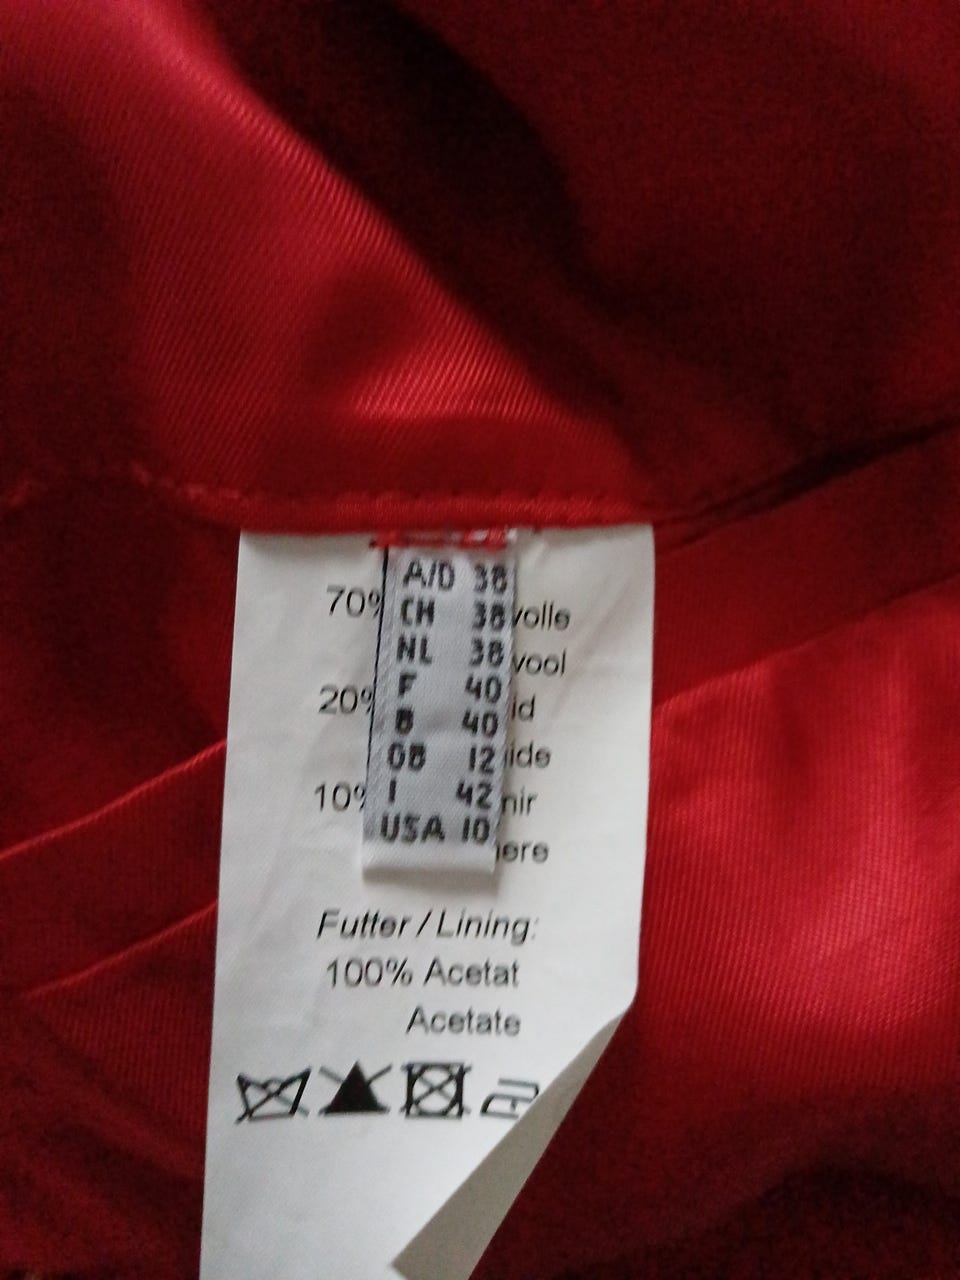 A/D 38
CH 38
NL 38
F 40
B 40
GB 12
I 42
USA 10
70%
20%
10%
Futter / Lining:
100% Acetat
Acetate